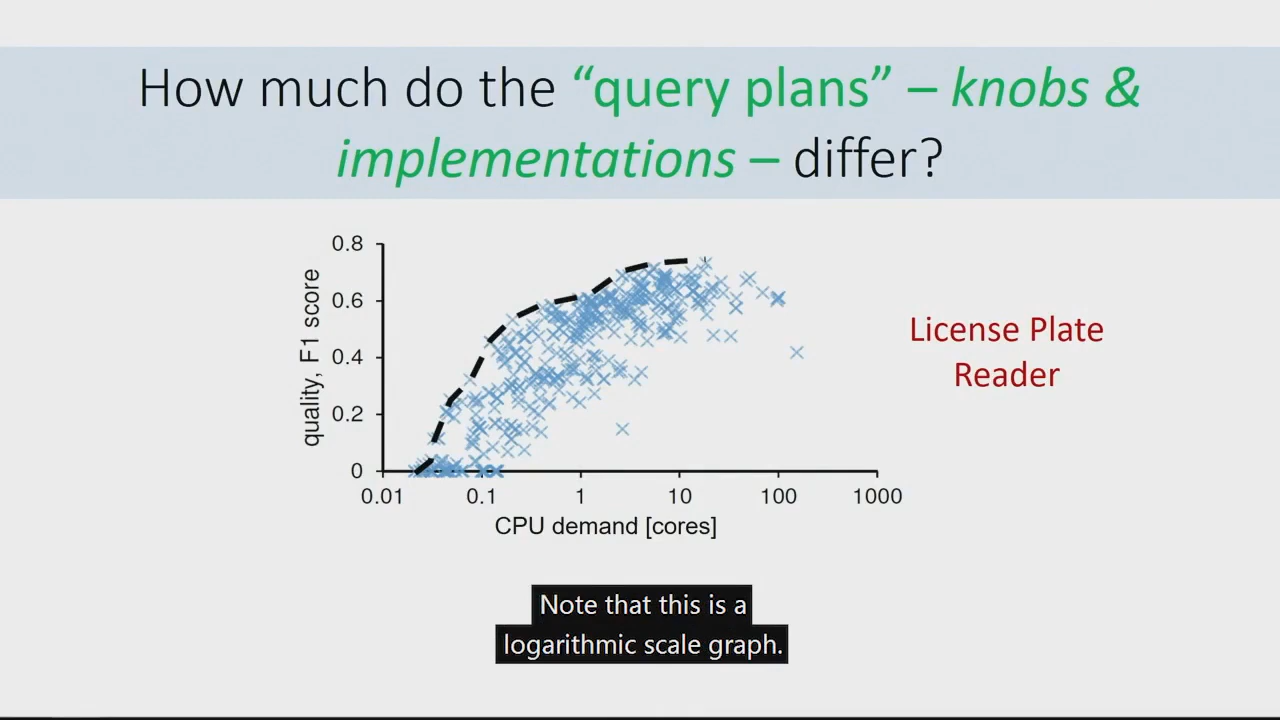 How much do the “query plans” – knobs &
implementations – differ?
0.8
0.6
0.4
0.2
0
quality, F1 score
0.01 0.1 1 10 100 1000
CPU demand [cores]
License Plate
Reader
Note that this is a
logarithmic scale graph.